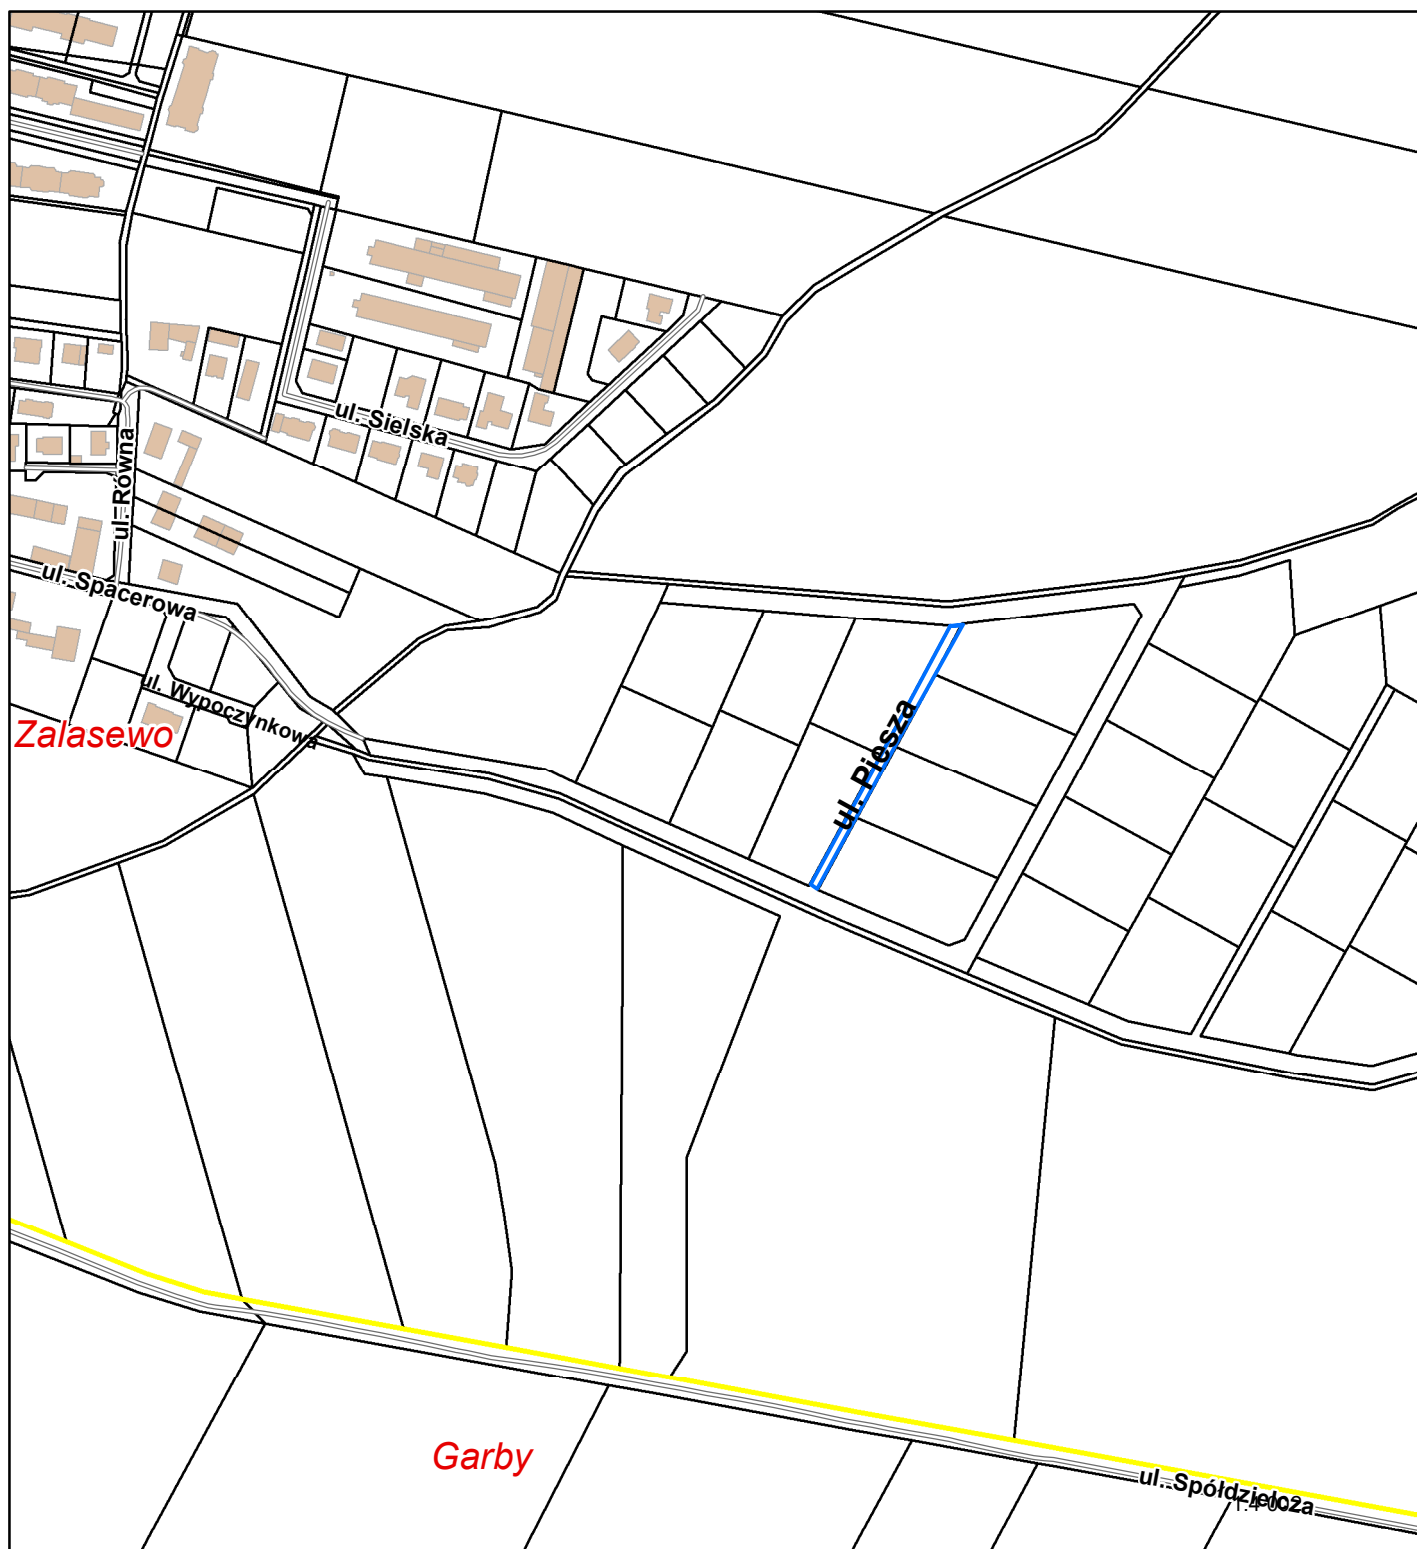 ul. Sielska
ul. Równa
ul. Spacerowa
ul. Wypoczynkowa
Zalasewo
ul. Piesza
Garby
ul. Spółdzielcza